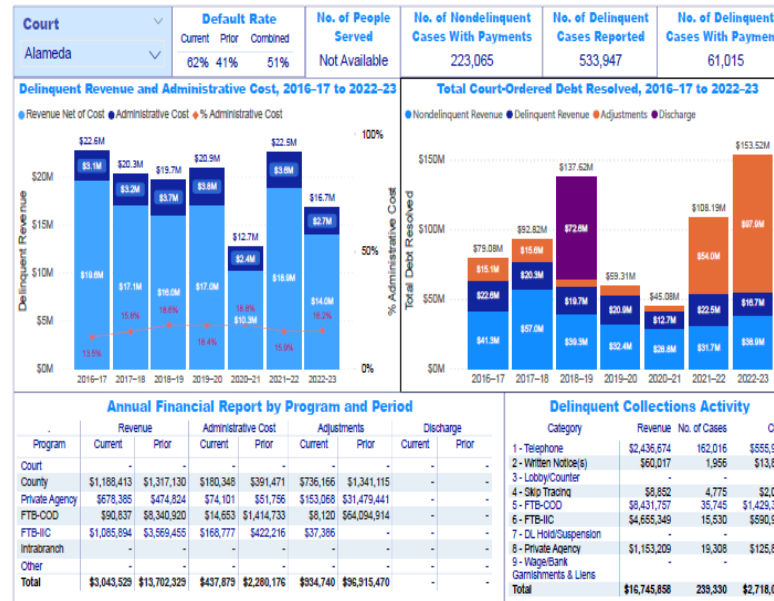 Court
Alameda
Default Rate
Current Prior Combined
62% 41% 51%
No. of People Served
Not Available
No. of Nondelinquent Cases With Payments
223,065
No. of Delinquent Cases Reported
533,947
No. of Delinquent Cases With Paymen
61,015
Delinquent Revenue and Administrative Cost, 2016–17 to 2022–23
Revenue Net of Cost Administrative Cost % Administrative Cost
Delinquent Revenue
$20M
$15M
$10M
$5M
$0M
$22.6M $20.3M $19.7M $20.9M $12.7M $22.5M $16.7M
$3.1M $3.2M $3.7M $3.8M $2.4M $3.6M $2.7M
$19.6M $17.1M $16.0M $17.0M $10.3M $18.9M $14.0M
13.5% 15.6% 18.6% 18.4% 18.8% 15.9% 16.2%
100%
50%
0%
% Administrative Cost
2016–17 2017–18 2018–19 2019–20 2020–21 2021–22 2022-23
Total Court-Ordered Debt Resolved, 2016–17 to 2022–23
Nondelinquent Revenue Delinquent Revenue Adjustments Discharge
Total Debt Resolved
$150M
$100M
$50M
$0M
$79.08M $92.82M $137.62M $59.31M $45.08M $108.19M $153.52M
$15.1M $15.6M $72.6M $54.0M $97.9M
$22.6M $20.3M $19.7M $20.9M $12.7M $22.5M $16.7M
$41.3M $57.0M $39.3M $32.4M $28.8M $31.7M $38.9M
2016–17 2017–18 2018–19 2019–20 2020–21 2021–22 2022-23
Annual Financial Report by Program and Period
. Revenue Administrative Cost Adjustments Discharge
Program Current Prior Current Prior Current Prior Current Prior
Court - - - - - - - -
County $1,188,413 $1,317,130 $180,348 $391,471 $736,166 $1,341,115 - -
Private Agency $678,385 $474,824 $74,101 $51,756 $153,068 $31,479,441 - -
FTB-COD $90,837 $8,340,920 $14,653 $1,414,733 $8,120 $64,094,914 - -
FTB-IIC $1,085,894 $3,569,455 $168,777 $422,216 $37,386 - - -
Intrabranch - - - - - - - -
Other - - - - - - - -
Total $3,043,529 $13,702,329 $437,879 $2,280,176 $934,740 $96,915,470 - -
Delinquent Collections Activity
Category Revenue No. of Cases C
1 - Telephone $2,436,674 162,016 $555,9
2 - Written Notice(s) $60,017 1,956 $13,8
3 - Lobby/Counter - -
4 - Skip Tracing $8,852 4,775 $2,0
5 - FTB-COD $8,431,757 35,745 $1,429,3
6 - FTB-IIC $4,655,349 15,530 $590,9
7 - DL Hold/Suspension - -
8 - Private Agency $1,153,209 19,308 $125,8
9 - Wage/Bank Garnishments & Liens - -
Total $16,745,858 239,330 $2,718,0